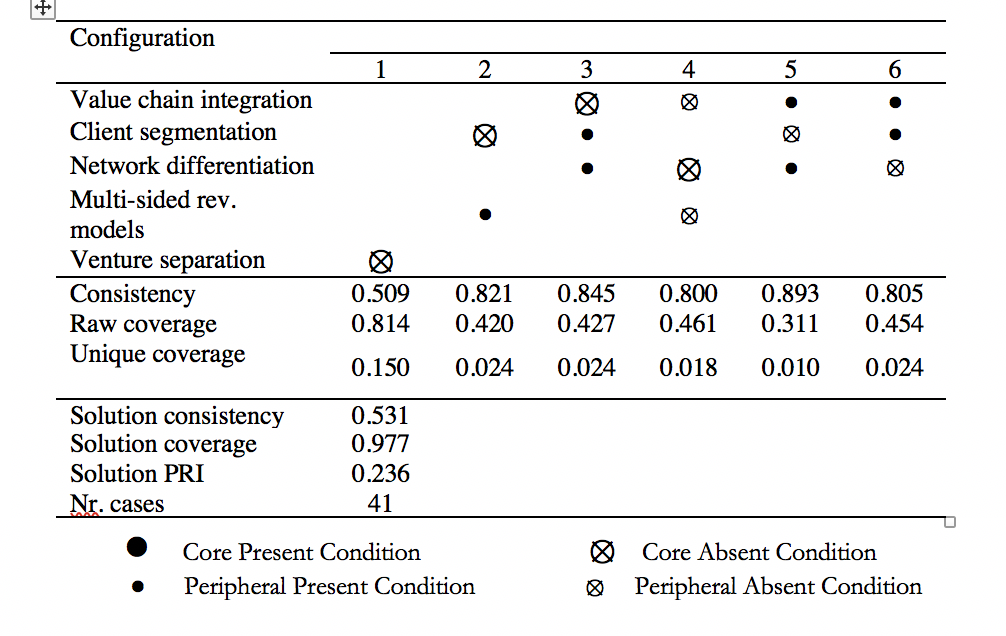 Configuration
1 2 3 4 5 6
Value chain integration
Client segmentation
Network differentiation
Multi-sided rev.
models
Venture separation
Consistency 0.509 0.821 0.845 0.800 0.893 0.805
Raw coverage 0.814 0.420 0.427 0.461 0.311 0.454
Unique coverage 0.150 0.024 0.024 0.018 0.010 0.024
Solution consistency 0.531
Solution coverage 0.977
Solution PRI 0.236
Nr. cases 41
Core Present Condition Core Absent Condition
Peripheral Present Condition Peripheral Absent Condition